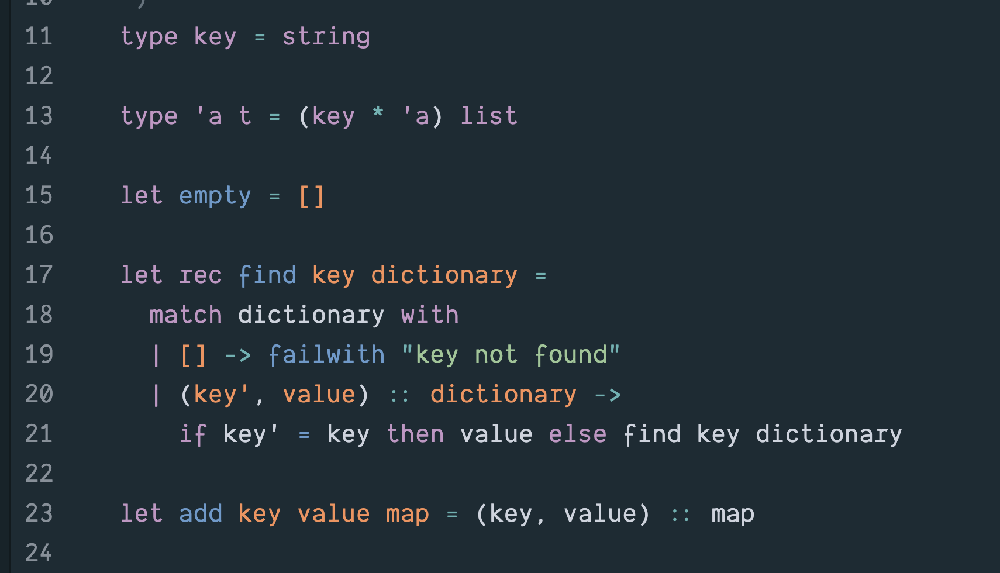 10 )
11 type key = string
12
13 type 'a t = (key * 'a) list
14
15 let empty = []
16
17 let rec find key dictionary =
18 match dictionary with
19 | [] -> failwith "key not found"
20 | (key', value) :: dictionary ->
21 if key' = key then value else find key dictionary
22
23 let add key value map = (key, value) :: map
24